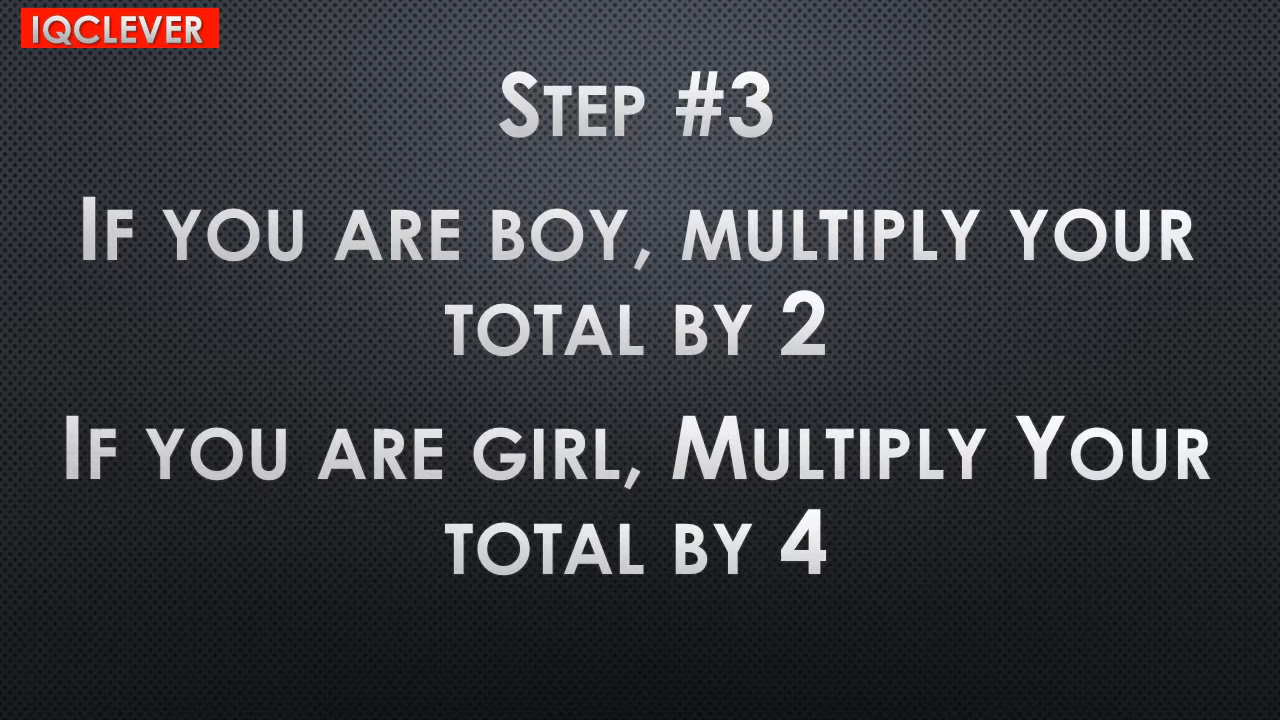 IQCLEVER
STEP #3
IF YOU ARE BOY, MULTIPLY YOUR
TOTAL BY 2
IF YOU ARE GIRL, MULTIPLY YOUR
TOTAL BY 4